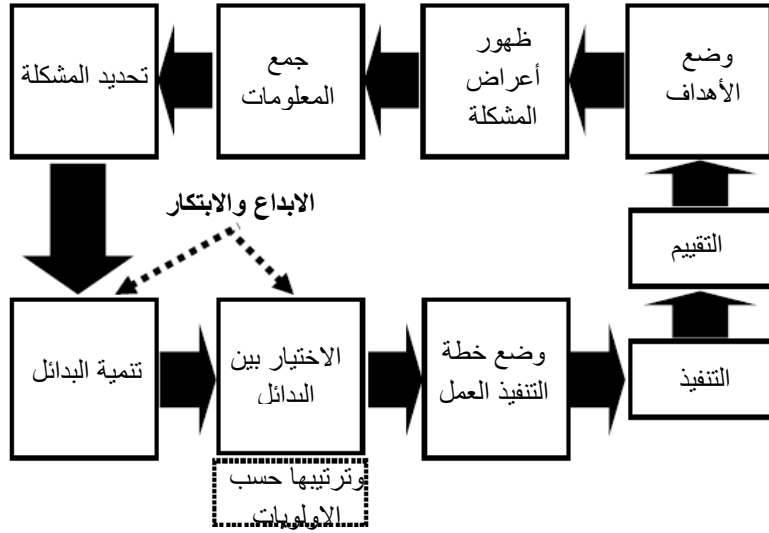 وضع
الأهداف
ظهور
أعراض
المشكلة
جمع
المعلومات
تحديد المشكلة
الابداع والابتكار
التقييم
تنمية البدائل
الاختيار بين
البدائل
وضع خطة
التنفيذ العمل
التنفيذ
وترتيبها حسب
الاولويات